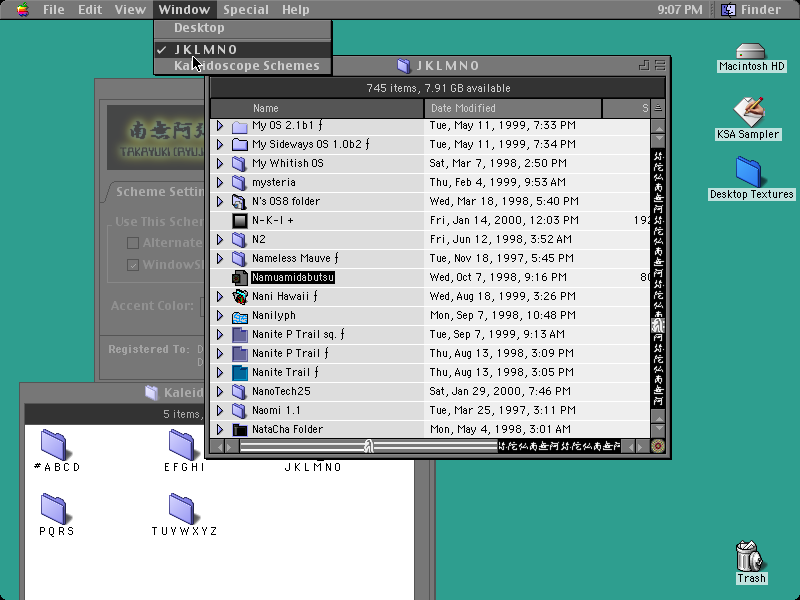 File Edit View Window Special Help 9:07 PM Finder
Desktop
✓ J K L M N O
Kaleidoscope Schemes
J K L M N O
745 items, 7.91 GB available
Name Date Modified S
My OS 2.1b1 ƒ Tue, May 11, 1999, 7:33 PM
My Sideways OS 1.0b2 ƒ Tue, May 11, 1999, 7:34 PM
My Whitish OS Sat, Mar 7, 1998, 2:50 PM
mysteria Thu, Feb 4, 1999, 9:53 AM
N's OS8 folder Wed, Mar 18, 1998, 5:40 PM
N-K-I + Fri, Jan 14, 2000, 12:03 PM 192
N2 Fri, Jun 12, 1998, 3:52 AM
Nameless Mauve ƒ Tue, Nov 18, 1997, 5:45 PM
Namuamidabutsu Wed, Oct 7, 1998, 9:16 PM 80
Nani Hawaii ƒ Wed, Aug 18, 1999, 3:26 PM
Nanilyph Mon, Sep 7, 1998, 10:48 PM
Nanite P Trail sq. ƒ Tue, Sep 7, 1999, 9:13 AM
Nanite P Trail ƒ Thu, Aug 13, 1998, 3:09 PM
Nanite Trail ƒ Thu, Aug 13, 1998, 3:05 PM
NanoTech25 Sat, Jan 29, 2000, 7:46 PM
Naomi 1.1 Tue, Mar 25, 1997, 3:11 PM
NataCha Folder Mon, May 4, 1998, 3:01 AM
南無阿弥
TAKAYUKI
Scheme Settin
Use This Scher
Alternate
WindowSh
Accent Color:
Registered To:
Kaleid
5 items,
#ABCD
EFGHI
JKLMNO
PQRS
TUVWXYZ
Macintosh HD
KSA Sampler
Desktop Textures
Trash